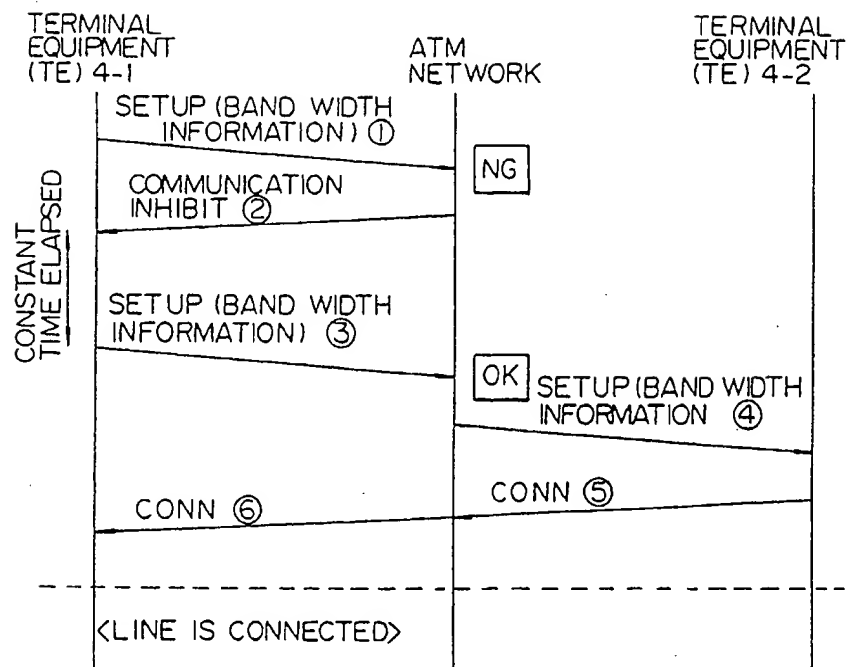 TERMINAL
EQUIPMENT
(TE) 4-1
ATM
NETWORK
TERMINAL
EQUIPMENT
(TE) 4-2
SETUP (BAND WIDTH
INFORMATION) ①
NG
COMMUNICATION
INHIBIT ②
CONSTANT
TIME ELAPSED
SETUP (BAND WIDTH
INFORMATION) ③
OK
SETUP (BAND WIDTH
INFORMATION ④
CONN ⑤
CONN ⑥
<LINE IS CONNECTED>